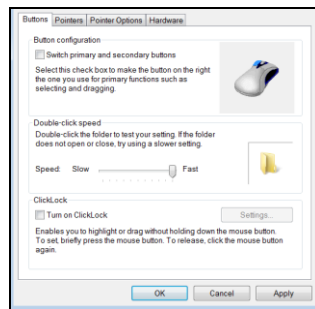 Buttons Pointers Pointer Options Hardware
Button configuration
Switch primary and secondary buttons
Select this check box to make the button on the right
the one you use for primary functions such as
selecting and dragging.
Double-click speed
Double-click the folder to test your setting. If the folder
does not open or close, try using a slower setting.
Speed: Slow Fast
ClickLock
Turn on ClickLock
Settings...
Enables you to highlight or drag without holding down the mouse button.
To set, briefly press the mouse button. To release, click the mouse button
again.
OK Cancel Apply